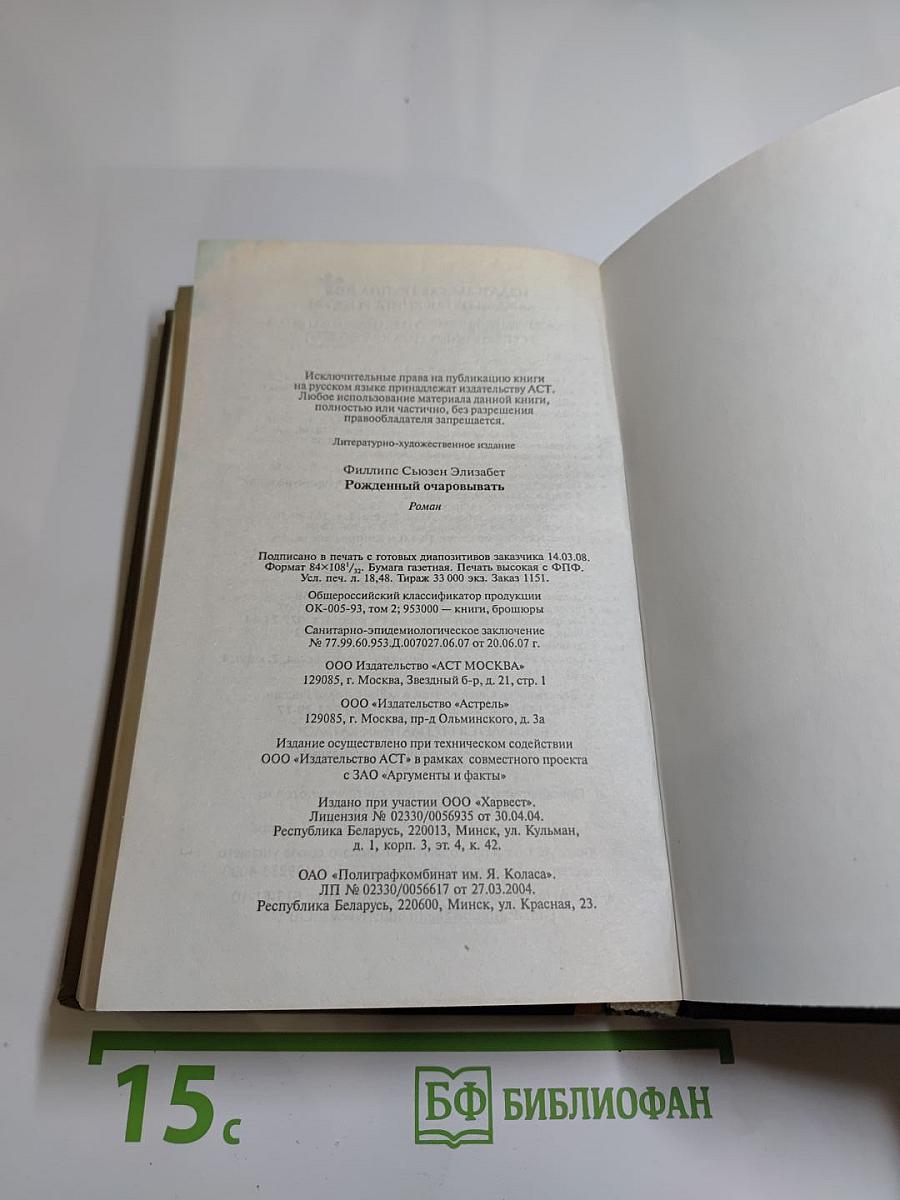 Исключительные права на публикацию книги
на русском языке принадлежат издательству АСТ.
Любое использование материала данной книги,
полностью или частично, без разрешения
правообладателя запрещается.
Литературно-художественное издание
Филлипс Сьюзен Элизабет
Рожденный очаровывать
Роман
Подписано в печать с готовых диапозитивов заказчика 14.03.08.
Формат 84×108¹/₃₂. Бумага газетная. Печать высокая с ФПФ.
Усл. печ. л. 18,48. Тираж 33 000 экз. Заказ 1151.
Общероссийский классификатор продукции
ОК-005-93, том 2; 953000 — книги, брошюры
Санитарно-эпидемиологическое заключение
№ 77.99.60.953.Д.007027.06.07 от 20.06.07 г.
ООО Издательство «АСТ МОСКВА»
129085, г. Москва, Звездный б-р, д. 21, стр. 1
ООО «Издательство «Астрель»
129085, г. Москва, пр-д Ольминского, д. 3а
Издание осуществлено при техническом содействии
ООО «Издательство АСТ» в рамках совместного проекта
с ЗАО «Аргументы и факты»
Издано при участии ООО «Харвест».
Лицензия № 02330/0056935 от 30.04.04.
Республика Беларусь, 220013, Минск, ул. Кульман,
д. 1, корп. 3, эт. 4, к. 42.
ОАО «Полиграфкомбинат им. Я. Коласа».
ЛП № 02330/0056617 от 27.03.2004.
Республика Беларусь, 220600, Минск, ул. Красная, 23.
15 с
БФ БИБЛИОФАН